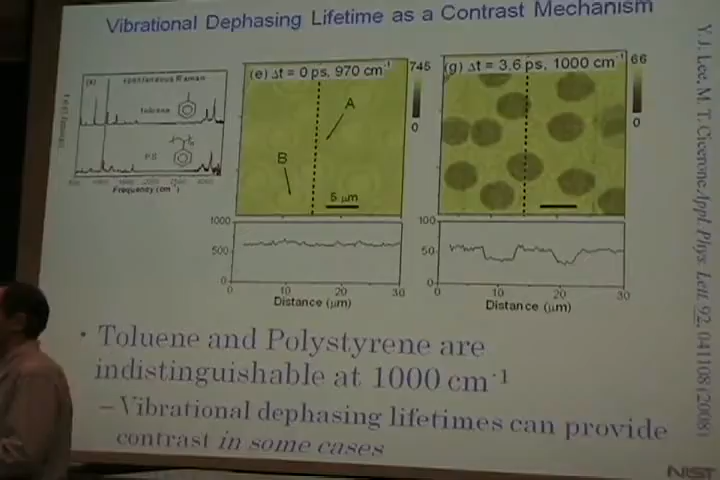 Vibrational Dephasing Lifetime as a Contrast Mechanism
(a) spontaneous Raman
toluene
PS
Frequency (cm⁻¹)
(e) Δt = 0 ps, 970 cm⁻¹
745
0
A
B
5 μm
(g) Δt = 3.6 ps, 1000 cm⁻¹
66
0
1000
500
0
0 10 20 30
Distance (μm)
100
50
0
0 10 20 30
Distance (μm)
• Toluene and Polystyrene are
indistinguishable at 1000 cm⁻¹
– Vibrational dephasing lifetimes can provide
contrast in some cases
Y. J. Lee, M. T. Cicerone Appl. Phys. Lett. 92, 041108 (2008)
NIST